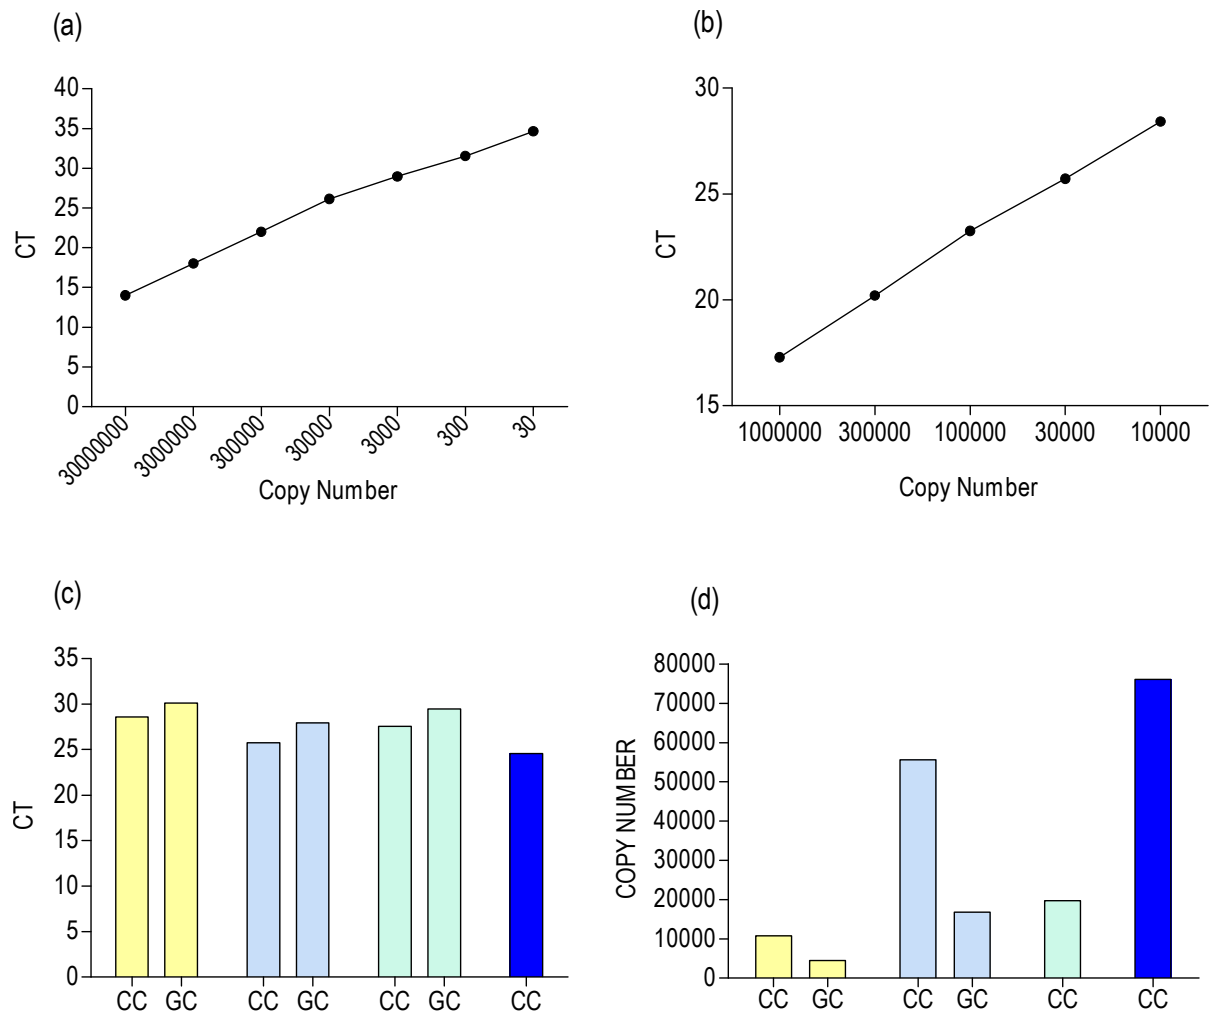 (a)
40
35
30
25
20
15
10
5
0
CT
30000000
3000000
300000
30000
3000
300
30
Copy Number
(b)
30
25
20
15
CT
1000000 300000 100000 30000 10000
Copy Number
(c)
35
30
25
20
15
10
5
0
CT
CC GC CC GC CC GC CC
(d)
80000
70000
60000
50000
40000
30000
20000
10000
0
COPY NUMBER
CC GC CC GC CC CC